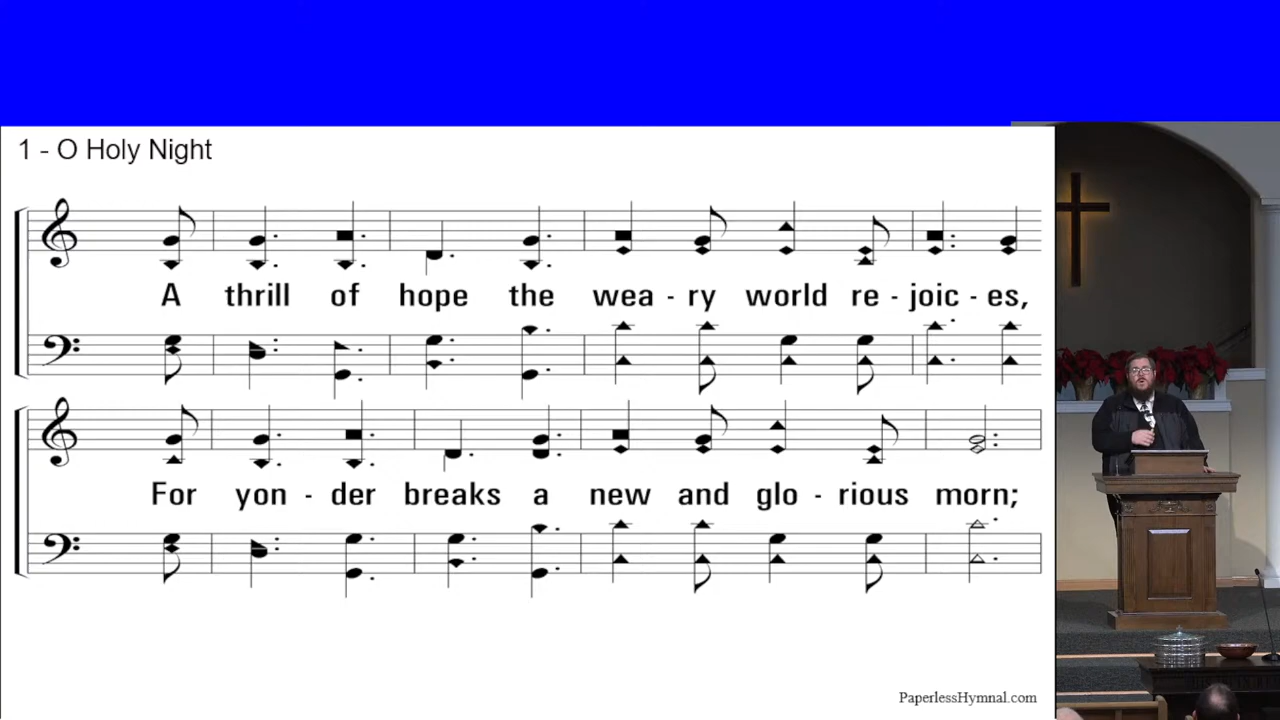 1 - O Holy Night
A thrill of hope the wea - ry world re - joic - es,
For yon - der breaks a new and glo - rious morn;
PaperlessHymnal.com